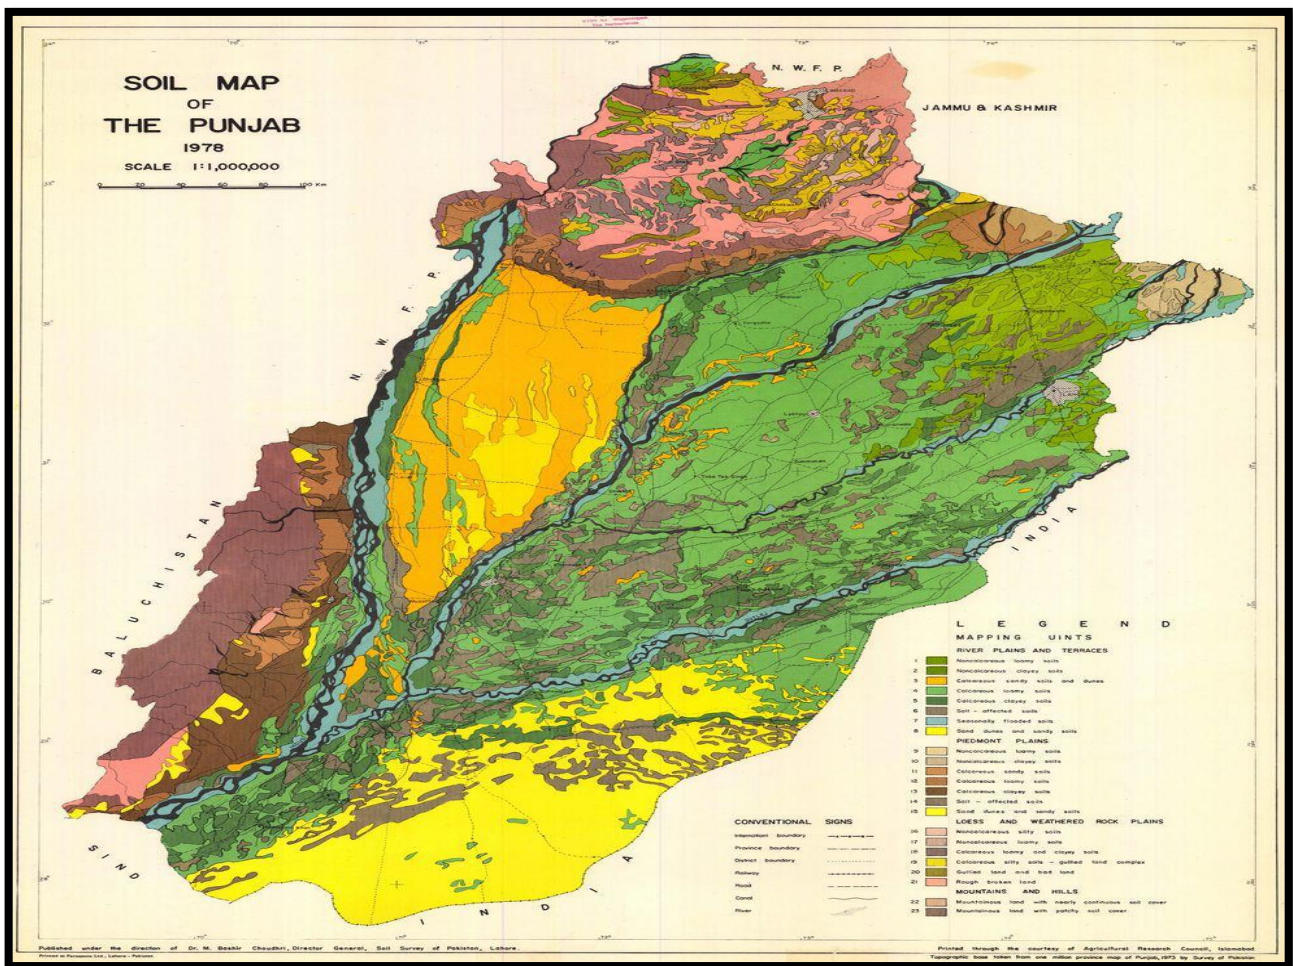 SOIL MAP
OF
THE PUNJAB
1978
SCALE 1:1,000,000
0 20 40 60 80 100 Km
N. W. F. P.
JAMMU & KASHMIR
N. W. F. P.
BALUCHISTAN
SIND
INDIA
INDIA
LEGEND
MAPPING UINTS
RIVER PLAINS AND TERRACES
1 Noncalcareous loamy soils
2 Noncalcareous clayey soils
3 Calcareous sandy soils and dunes
4 Calcareous loamy soils
5 Calcareous clayey soils
6 Salt - affected soils
7 Seasonally flooded soils
8 Sand dunes and sandy soils
PIEDMONT PLAINS
9 Noncalcareous loamy soils
10 Noncalcareous clayey soils
11 Calcareous sandy soils
12 Calcareous loamy soils
13 Calcareous clayey soils
14 Salt - affected soils
15 Sand dunes and sandy soils
LOESS AND WEATHERED ROCK PLAINS
16 Noncalcareous silty soils
17 Noncalcareous loamy soils
18 Calcareous loamy and clayey soils
19 Calcareous silty soils - gullied land complex
20 Gullied land and bad land
21 Rough broken land
MOUNTAINS AND HILLS
22 Mountainous land with nearly continuous soil cover
23 Mountainous land with patchy soil cover
CONVENTIONAL SIGNS
Internation boundary
Province boundary
District boundary
Railway
Road
Canal
River
Published under the direction of Dr. M. Bashir Choudhri, Director General, Soil Survey of Pakistan, Lahore.
Printed through the courtesy of Agricultural Research Council, Islamabad.
Topographic base taken from one million province map of Punjab, 1973 by Survey of Pakistan